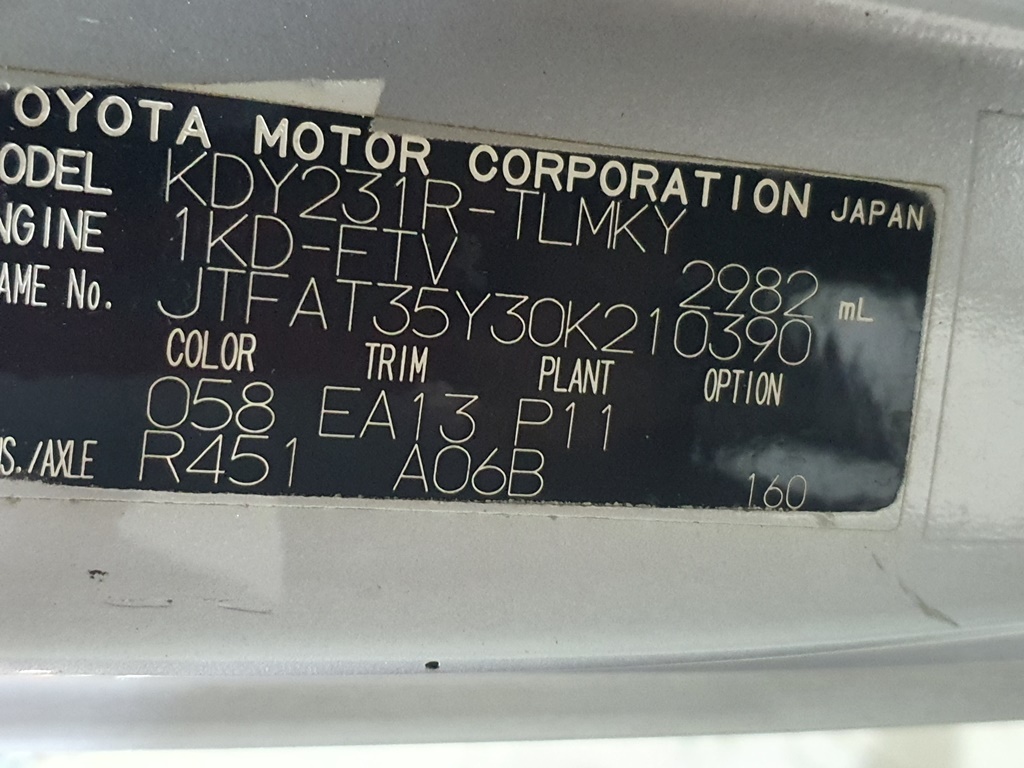 OYOTA MOTOR CORPORATION JAPAN
ODEL KDY231R-TLMKY
NGINE 1KD-FTV 2982 mL
AME No. JTFAT35Y30K210390
COLOR TRIM PLANT OPTION
058 EA13 P11
S./AXLE R451 A06B 160